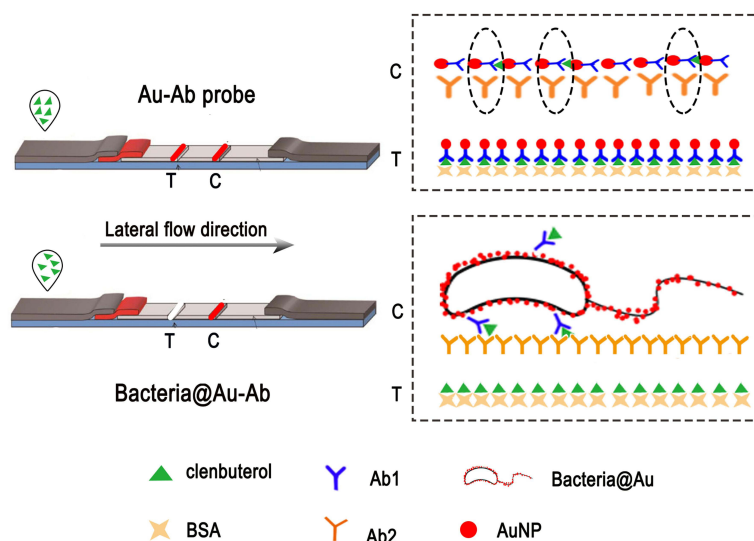 Au-Ab probe
C
T
T C
Lateral flow direction
C
T C
T
Bacteria@Au-Ab
clenbuterol Ab1 Bacteria@Au
BSA Ab2 AuNP